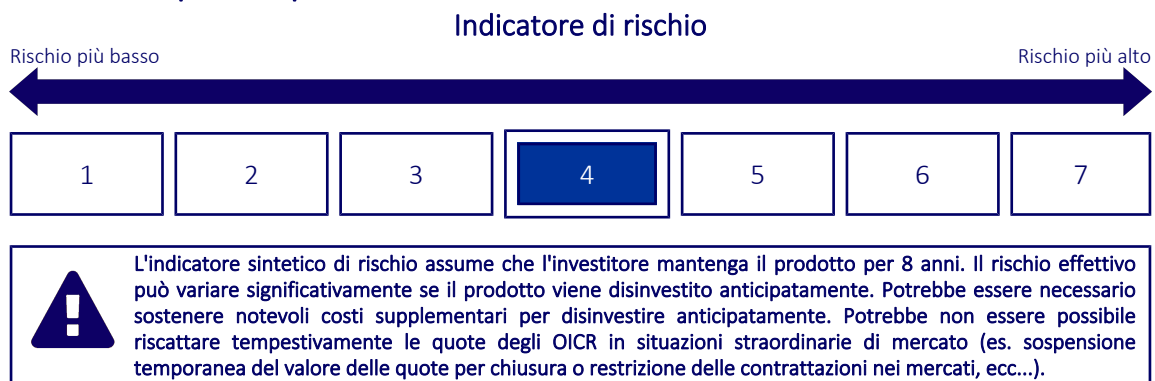 Indicatore di rischio
Rischio più basso
Rischio più alto
1
2
3
4
5
6
7
L'indicatore sintetico di rischio assume che l'investitore mantenga il prodotto per 8 anni. Il rischio effettivo
può variare significativamente se il prodotto viene disinvestito anticipatamente. Potrebbe essere necessario
sostenere notevoli costi supplementari per disinvestire anticipatamente. Potrebbe non essere possibile
riscattare tempestivamente le quote degli OICR in situazioni straordinarie di mercato (es. sospensione
temporanea del valore delle quote per chiusura o restrizione delle contrattazioni nei mercati, ecc...).